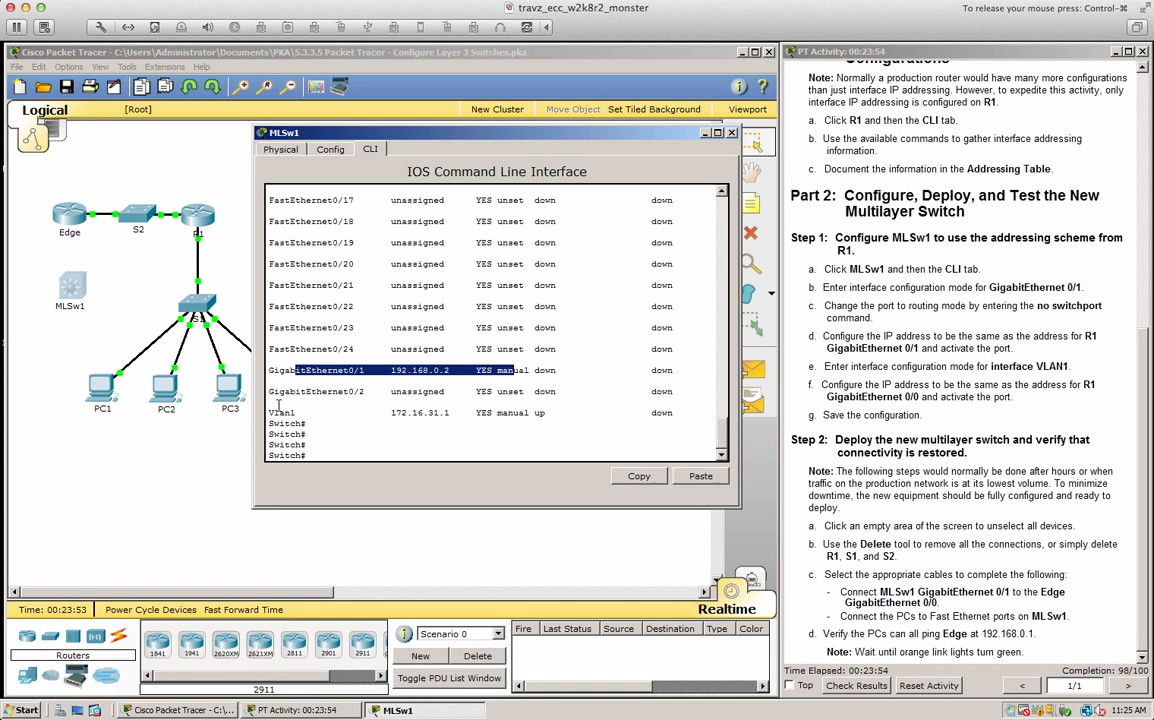 travz_ecc_w2k8r2_monster
To release your mouse press: Control-⌘
Cisco Packet Tracer - C:\Users\Administrator\Documents\PKA\5.3.3.5 Packet Tracer - Configure Layer 3 Switches.pka
File Edit Options View Tools Extensions Help
Logical [Root] New Cluster Move Object Set Tiled Background Viewport
Edge
S2
R1
MLSw1
S1
PC1
PC2
PC3
MLSw1
Physical Config CLI
IOS Command Line Interface
FastEthernet0/17 unassigned YES unset down down
FastEthernet0/18 unassigned YES unset down down
FastEthernet0/19 unassigned YES unset down down
FastEthernet0/20 unassigned YES unset down down
FastEthernet0/21 unassigned YES unset down down
FastEthernet0/22 unassigned YES unset down down
FastEthernet0/23 unassigned YES unset down down
FastEthernet0/24 unassigned YES unset down down
GigabitEthernet0/1 192.168.0.2 YES manual down down
GigabitEthernet0/2 unassigned YES unset down down
Vlan1 172.16.31.1 YES manual up down
Switch#
Switch#
Switch#
Switch#
Copy Paste
Time: 00:23:53 Power Cycle Devices Fast Forward Time Realtime
Routers
1841 1941 2620XM 2621XM 2811 2901 2911
2911
Scenario 0
New Delete
Toggle PDU List Window
Fire Last Status Source Destination Type Color
PT Activity: 00:23:54
Configurations
Note: Normally a production router would have many more configurations
than just interface IP addressing. However, to expedite this activity, only
interface IP addressing is configured on R1.
a. Click R1 and then the CLI tab.
b. Use the available commands to gather interface addressing
information.
c. Document the information in the Addressing Table.
Part 2: Configure, Deploy, and Test the New
Multilayer Switch
Step 1: Configure MLSw1 to use the addressing scheme from
R1.
a. Click MLSw1 and then the CLI tab.
b. Enter interface configuration mode for GigabitEthernet 0/1.
c. Change the port to routing mode by entering the no switchport
command.
d. Configure the IP address to be the same as the address for R1
GigabitEthernet 0/1 and activate the port.
e. Enter interface configuration mode for interface VLAN1.
f. Configure the IP address to be the same as the address for R1
GigabitEthernet 0/0 and activate the port.
g. Save the configuration.
Step 2: Deploy the new multilayer switch and verify that
connectivity is restored.
Note: The following steps would normally be done after hours or when
traffic on the production network is at its lowest volume. To minimize
downtime, the new equipment should be fully configured and ready to
deploy.
a. Click an empty area of the screen to unselect all devices.
b. Use the Delete tool to remove all the connections, or simply delete
R1, S1, and S2.
c. Select the appropriate cables to complete the following:
- Connect MLSw1 GigabitEthernet 0/1 to the Edge
GigabitEthernet 0/0.
- Connect the PCs to Fast Ethernet ports on MLSw1.
d. Verify the PCs can all ping Edge at 192.168.0.1.
Note: Wait until orange link lights turn green.
Time Elapsed: 00:23:54 Completion: 98/100
Top Check Results Reset Activity < 1/1 >
Start Cisco Packet Tracer - C:\... PT Activity: 00:23:54 MLSw1 11:25 AM